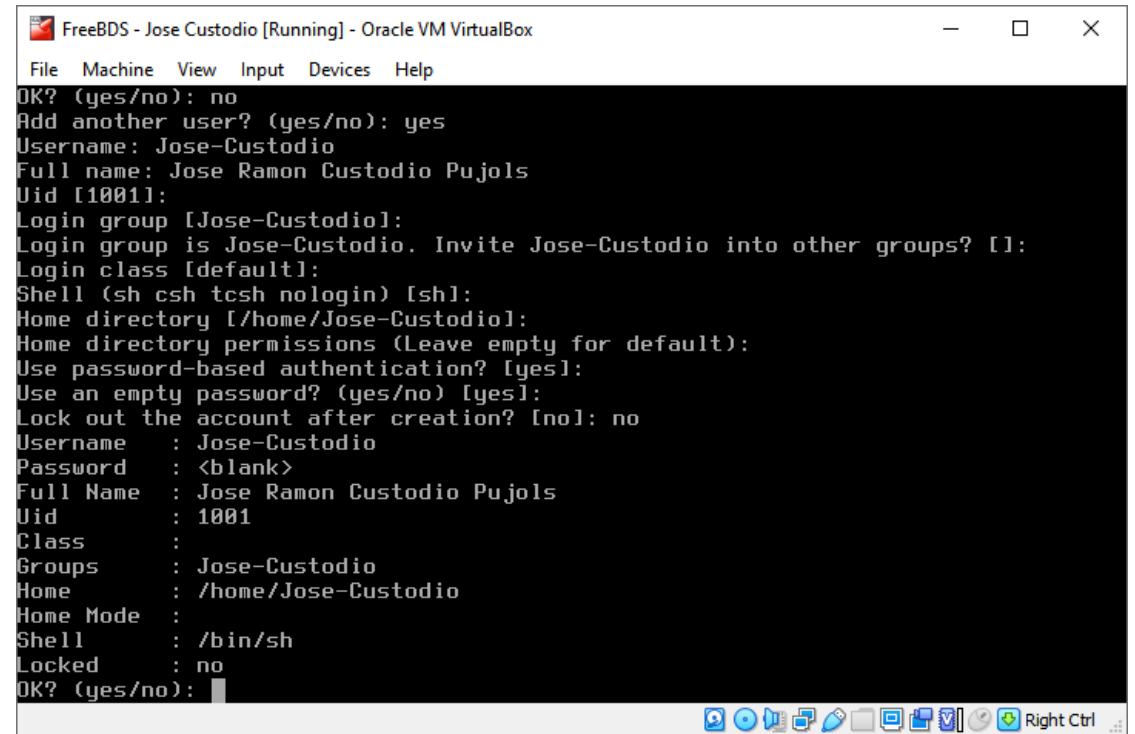 FreeBDS - Jose Custodio [Running] - Oracle VM VirtualBox
File Machine View Input Devices Help
OK? (yes/no): no
Add another user? (yes/no): yes
Username: Jose-Custodio
Full name: Jose Ramon Custodio Pujols
Uid [1001]:
Login group [Jose-Custodio]:
Login group is Jose-Custodio. Invite Jose-Custodio into other groups? []:
Login class [default]:
Shell (sh csh tcsh nologin) [sh]:
Home directory [/home/Jose-Custodio]:
Home directory permissions (Leave empty for default):
Use password-based authentication? [yes]:
Use an empty password? (yes/no) [yes]:
Lock out the account after creation? [no]: no
Username : Jose-Custodio
Password : <blank>
Full Name : Jose Ramon Custodio Pujols
Uid : 1001
Class :
Groups : Jose-Custodio
Home : /home/Jose-Custodio
Home Mode :
Shell : /bin/sh
Locked : no
OK? (yes/no):
Right Ctrl